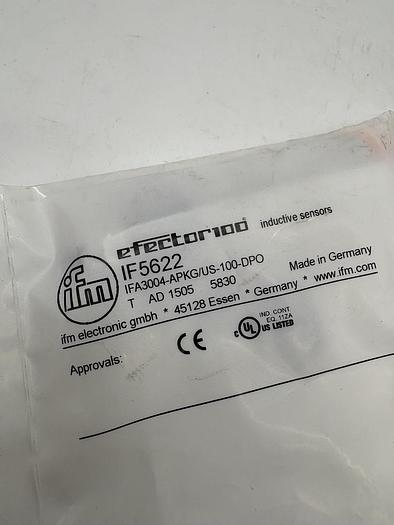 efector100 inductive sensors
ifm
IF5622
IFA3004-APKG/US-100-DPO
T AD 1505 5830 Made in Germany
ifm electronic gmbh * 45128 Essen * Germany * www.ifm.com
Approvals: CE c UL US LISTED
IND. CONT.
EQ. 11ZA